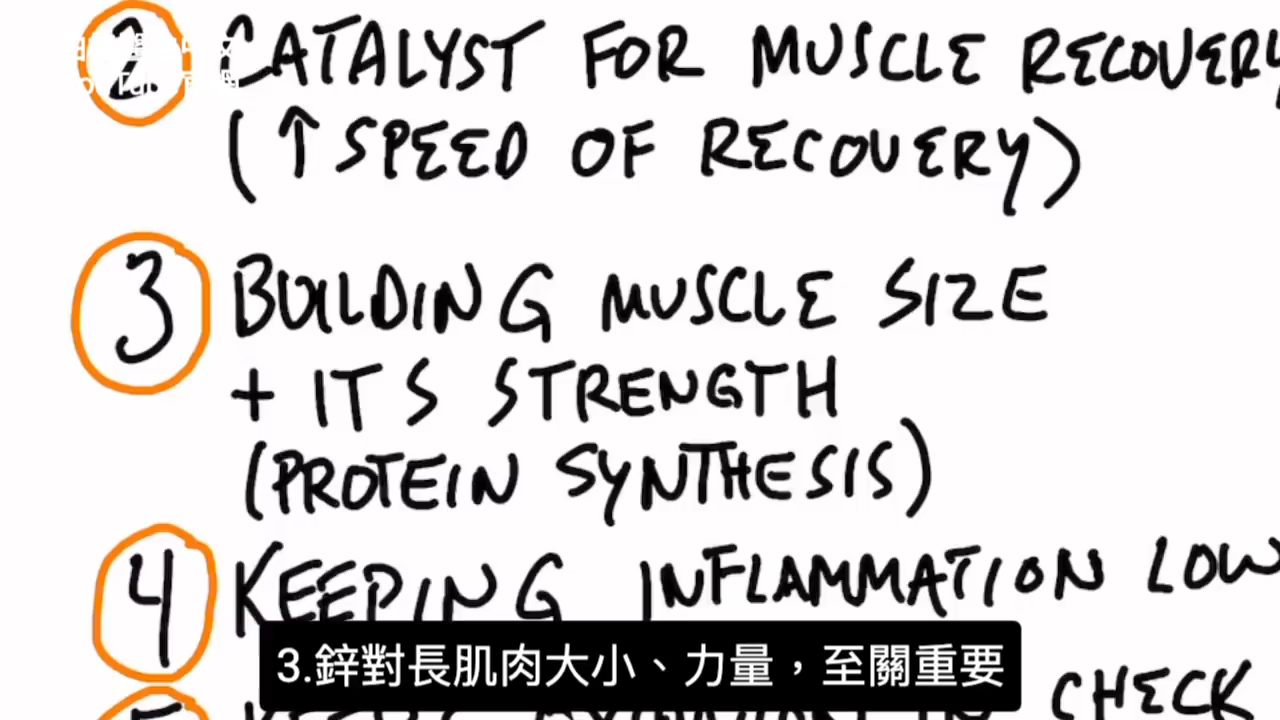 2 CATALYST FOR MUSCLE RECOVERY
(↑ SPEED OF RECOVERY)
3 BUILDING MUSCLE SIZE
+ ITS STRENGTH
(PROTEIN SYNTHESIS)
4 KEEPING INFLAMMATION LOW
5 CHECK
3.鋅對長肌肉大小、力量，至關重要